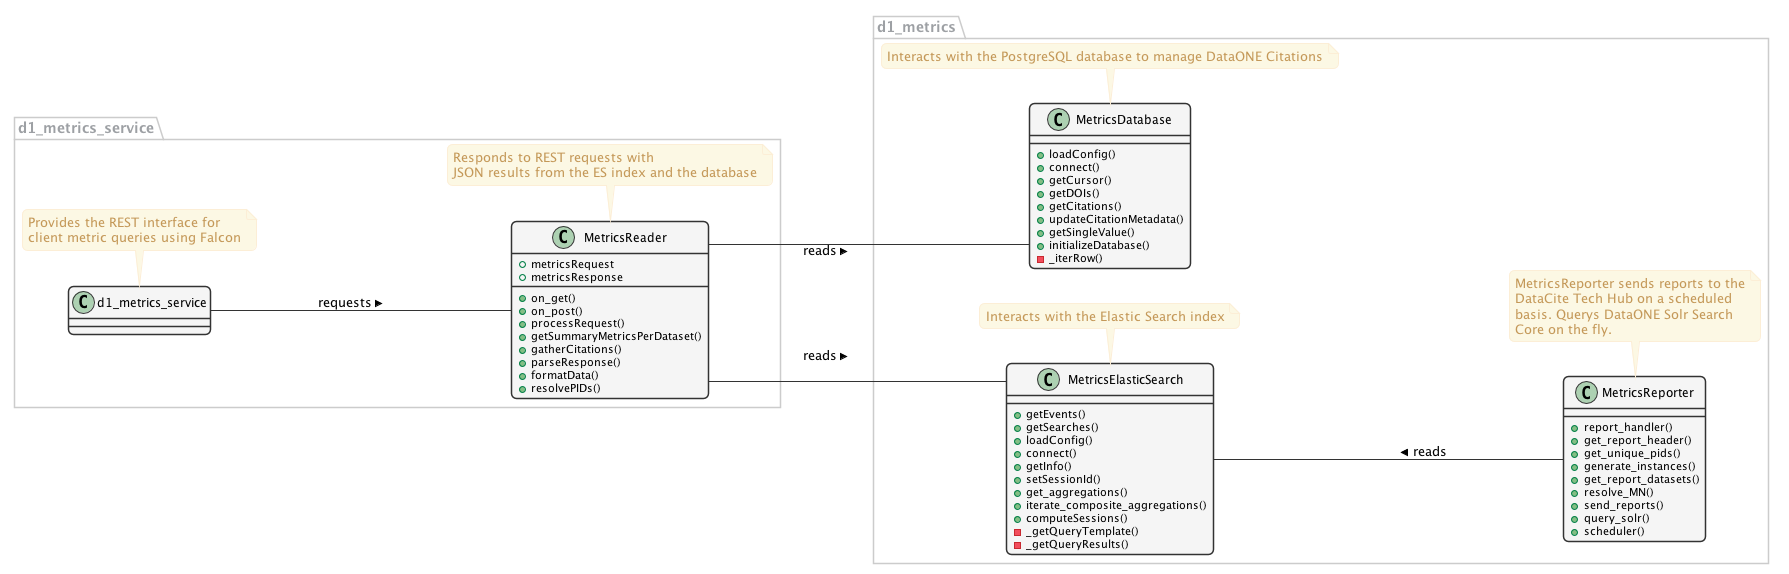 d1_metrics_service
Provides the REST interface for
client metric queries using Falcon
C d1_metrics_service
requests ►
Responds to REST requests with
JSON results from the ES index and the database
C MetricsReader
metricsRequest
metricsResponse
on_get()
on_post()
processRequest()
getSummaryMetricsPerDataset()
gatherCitations()
parseResponse()
formatData()
resolvePIDs()
reads ►
reads ►
d1_metrics
Interacts with the PostgreSQL database to manage DataONE Citations
C MetricsDatabase
loadConfig()
connect()
getCursor()
getDOIs()
getCitations()
updateCitationMetadata()
getSingleValue()
initializeDatabase()
_iterRow()
Interacts with the Elastic Search index
C MetricsElasticSearch
getEvents()
getSearches()
loadConfig()
connect()
getInfo()
setSessionId()
get_aggregations()
iterate_composite_aggregations()
computeSessions()
_getQueryTemplate()
_getQueryResults()
◄ reads
MetricsReporter sends reports to the
DataCite Tech Hub on a scheduled
basis. Querys DataONE Solr Search
Core on the fly.
C MetricsReporter
report_handler()
get_report_header()
get_unique_pids()
generate_instances()
get_report_datasets()
resolve_MN()
send_reports()
query_solr()
scheduler()